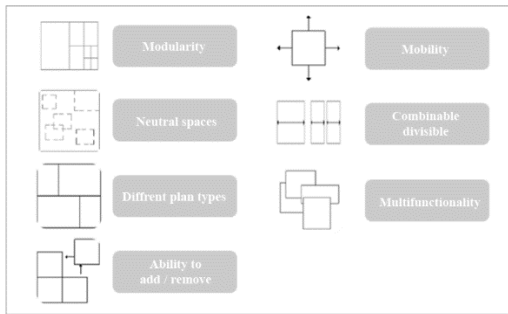 Modularity
Neutral spaces
Diffrent plan types
Ability to
add / remove
Mobility
Combinable
divisible
Multifunctionality